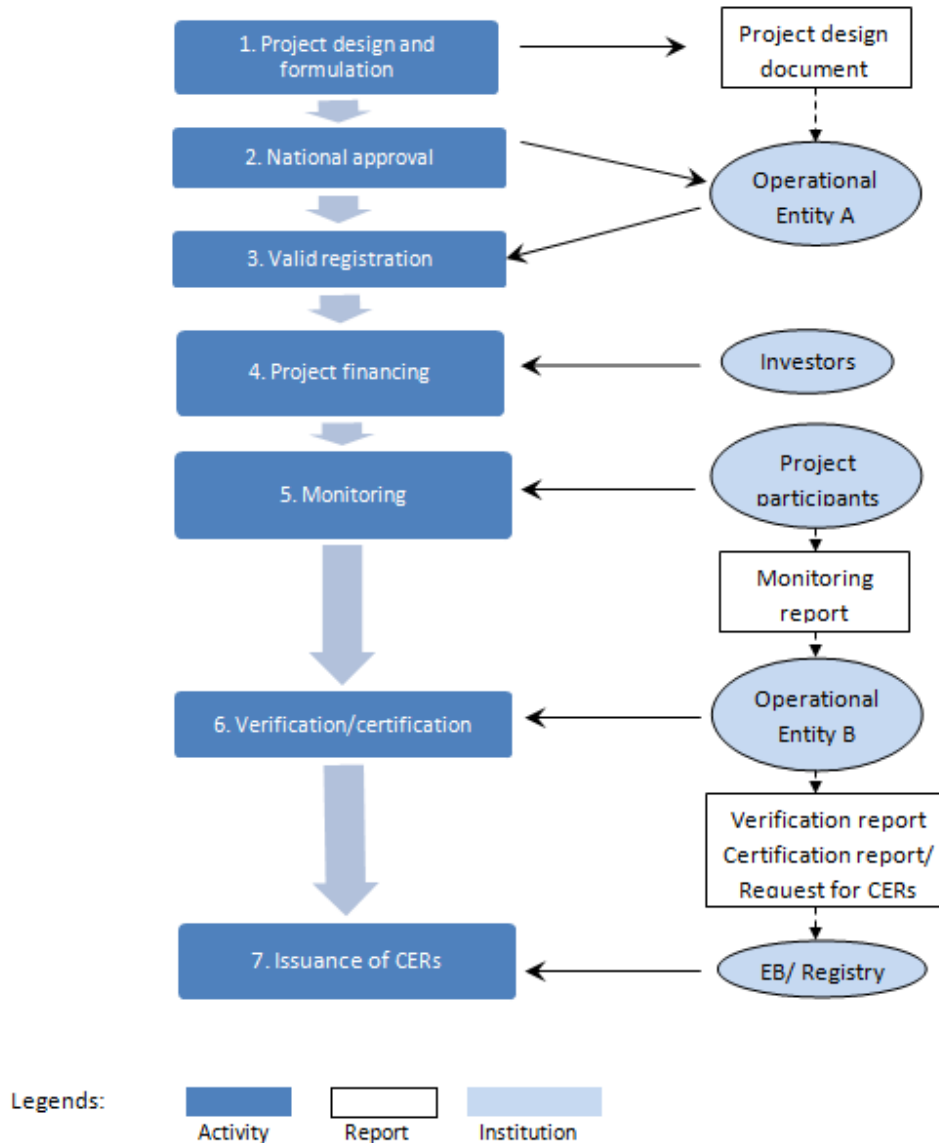 1. Project design and
formulation
Project design
document
2. National approval
Operational
Entity A
3. Valid registration
4. Project financing
Investors
5. Monitoring
Project
participants
Monitoring
report
6. Verification/certification
Operational
Entity B
Verification report
Certification report/
Request for CERs
7. Issuance of CERs
EB/ Registry
Legends:
Activity
Report
Institution